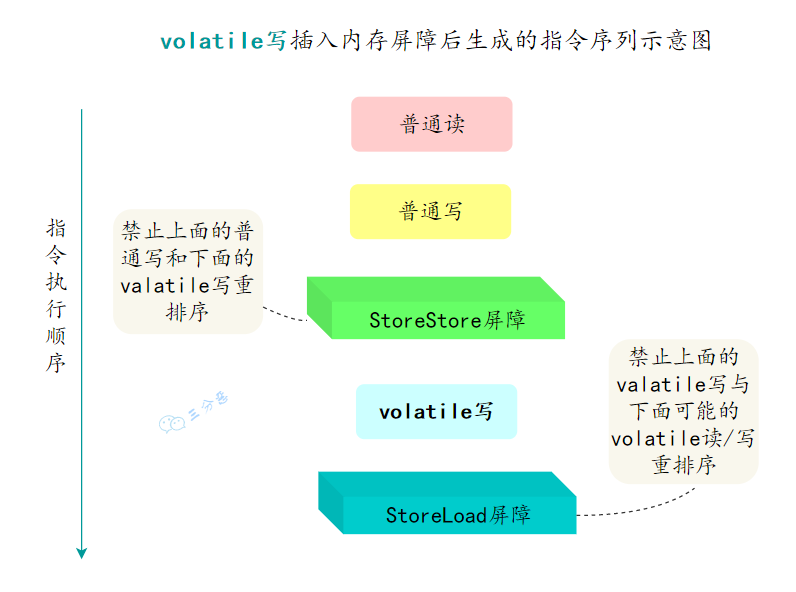 volatile写插入内存屏障后生成的指令序列示意图
普通读
普通写
指
令
执
行
顺
序
禁止上面的普
通写和下面的
valatile写重
排序
StoreStore屏障
三分恶
volatile写
禁止上面的
valatile写与
下面可能的
volatile读/写
重排序
StoreLoad屏障